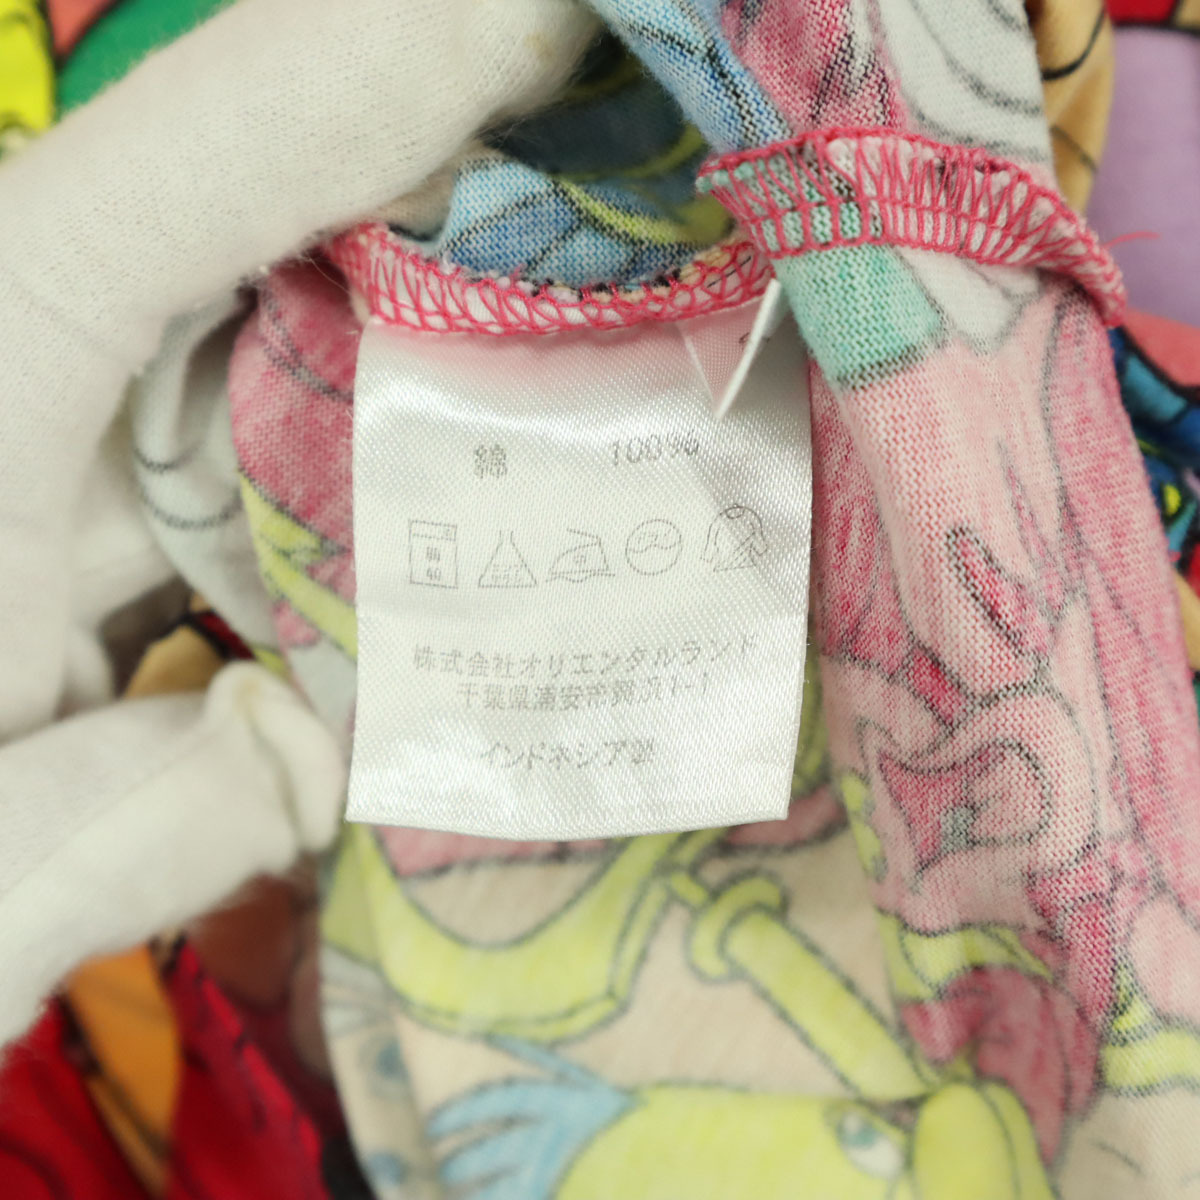 綿 100%
株式会社オリエンタルランド
千葉県浦安市舞浜1-1
インドネシア製